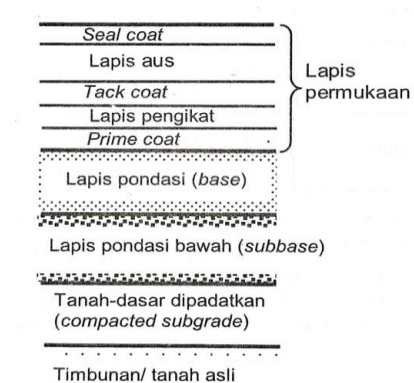 Seal coat
Lapis aus
Tack coat
Lapis pengikat
Prime coat
Lapis permukaan
Lapis pondasi (base)
Lapis pondasi bawah (subbase)
Tanah-dasar dipadatkan
(compacted subgrade)
Timbunan/ tanah asli